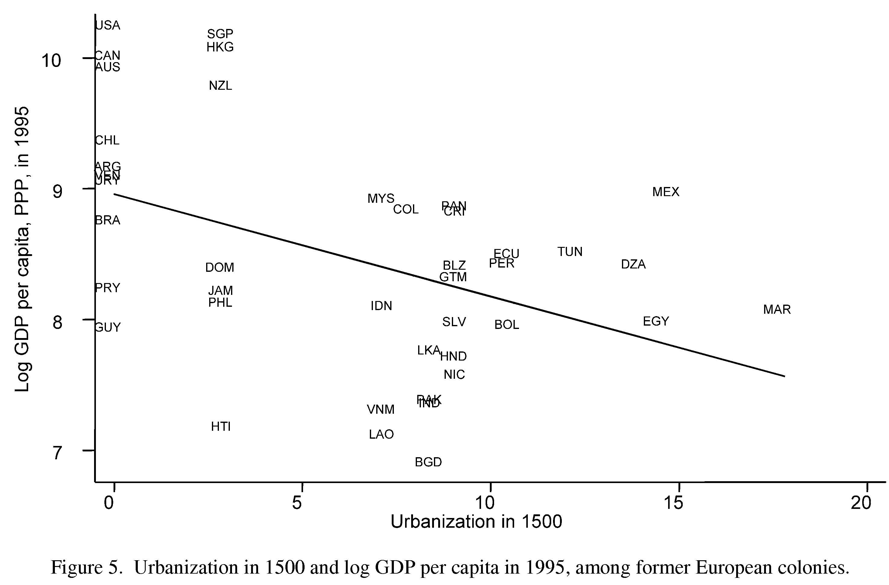 USA
SGP
HKG
CAN
AUS
10
NZL
CHL
ARG
VEN
URY
9
MEX
MYS
COL
PAN
CRI
BRA
ECU
TUN
PER
BLZ
DZA
DOM
GTM
PRY
JAM
PHL
IDN
MAR
8
SLV
EGY
BOL
GUY
LKA
HND
NIC
PAK
IND
VNM
HTI
LAO
7
BGD
Log GDP per capita, PPP, in 1995
0 5 10 15 20
Urbanization in 1500
Figure 5. Urbanization in 1500 and log GDP per capita in 1995, among former European colonies.